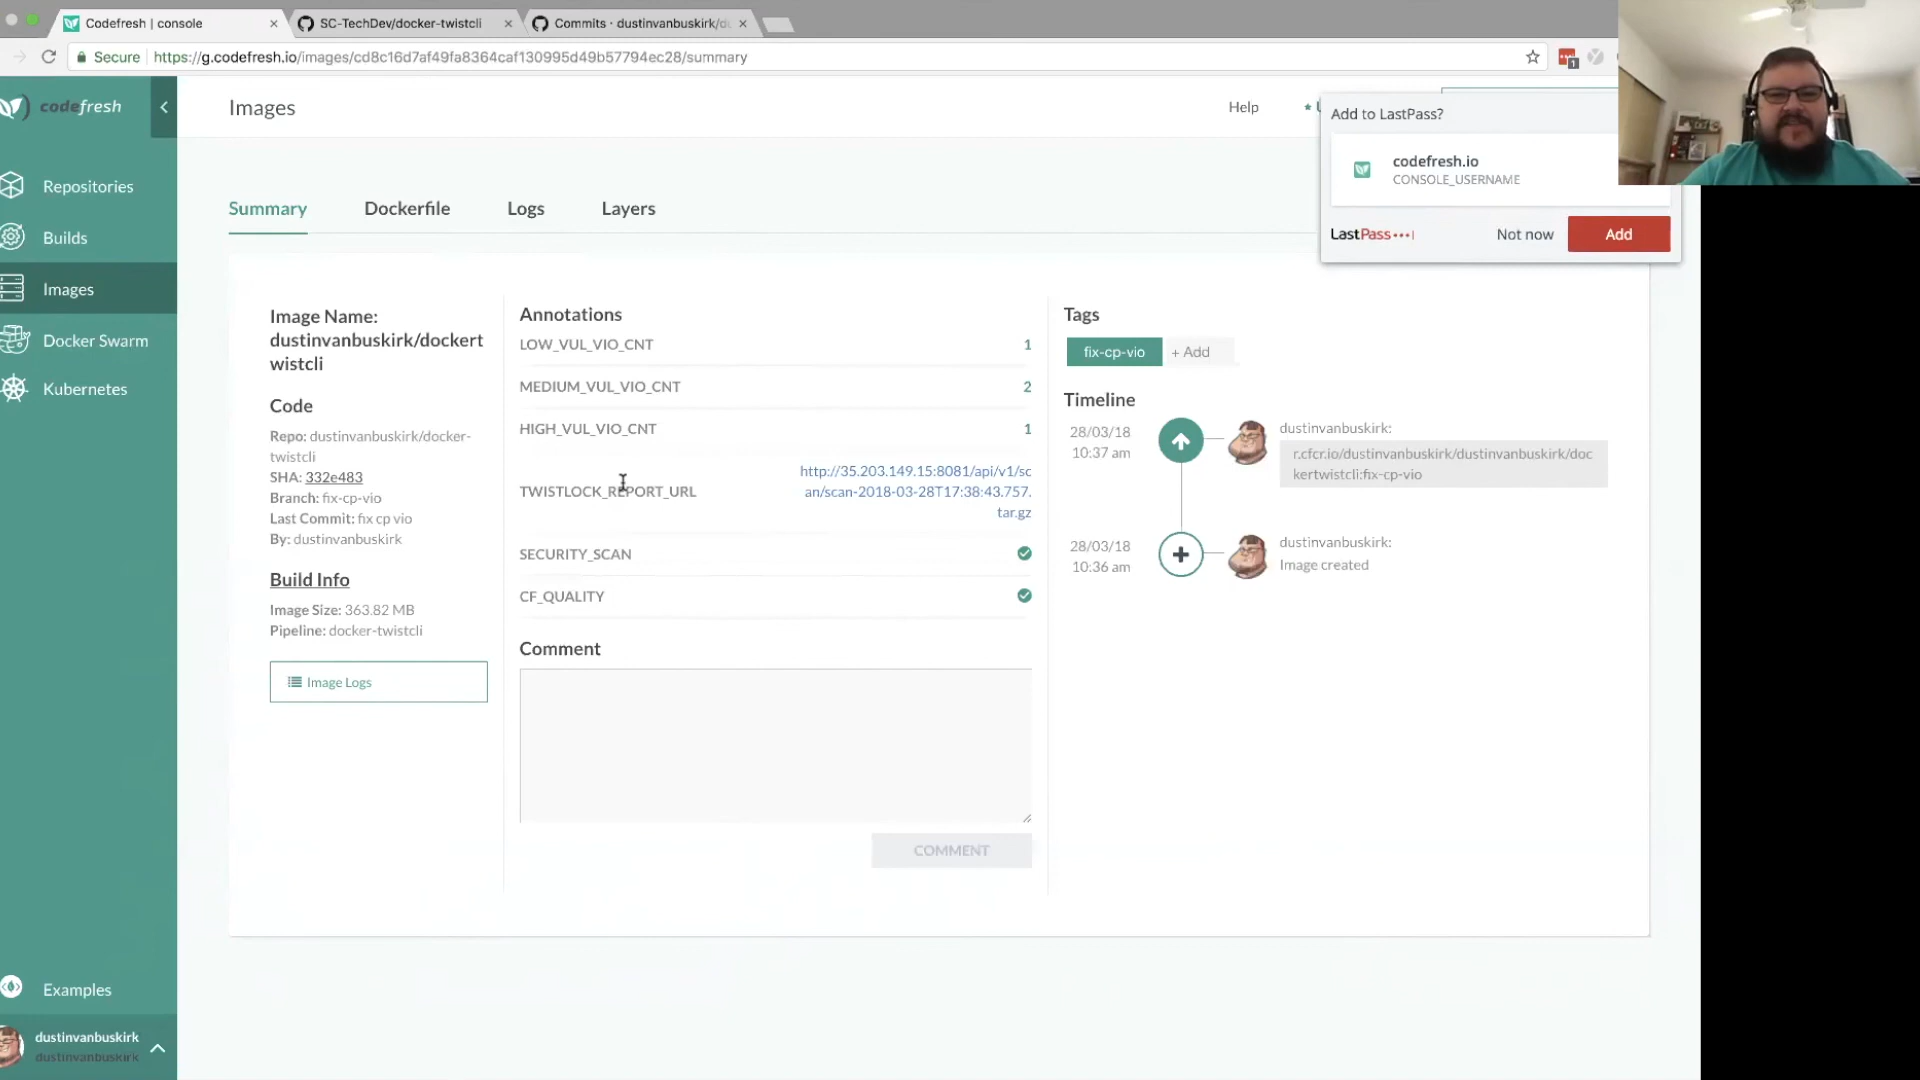 Codefresh | console
SC-TechDev/docker-twistcli
Commits · dustinvanbuskirk/d
Secure
https://g.codefresh.io/images/cd8c16d7af49fa8364caf130995d49b57794ec28/summary
1
codefresh
Images
Help
Add to LastPass?
codefresh.io
CONSOLE_USERNAME
LastPass
Not now
Add
Repositories
Builds
Images
Docker Swarm
Kubernetes
Examples
dustinvanbuskirk
dustinvanbuskirk
Summary
Dockerfile
Logs
Layers
Image Name:
dustinvanbuskirk/dockert
wistcli
Code
Repo: dustinvanbuskirk/docker-
twistcli
SHA: 332e483
Branch: fix-cp-vio
Last Commit: fix cp vio
By: dustinvanbuskirk
Build Info
Image Size: 363.82 MB
Pipeline: docker-twistcli
Image Logs
Annotations
LOW_VUL_VIO_CNT 1
MEDIUM_VUL_VIO_CNT 2
HIGH_VUL_VIO_CNT 1
TWISTLOCK_REPORT_URL
http://35.203.149.15:8081/api/v1/sc
an/scan-2018-03-28T17:38:43.757.
tar.gz
SECURITY_SCAN
CF_QUALITY
Comment
COMMENT
Tags
fix-cp-vio
+ Add
Timeline
28/03/18
10:37 am
dustinvanbuskirk:
r.cfcr.io/dustinvanbuskirk/dustinvanbuskirk/doc
kertwistcli:fix-cp-vio
28/03/18
10:36 am
dustinvanbuskirk:
Image created